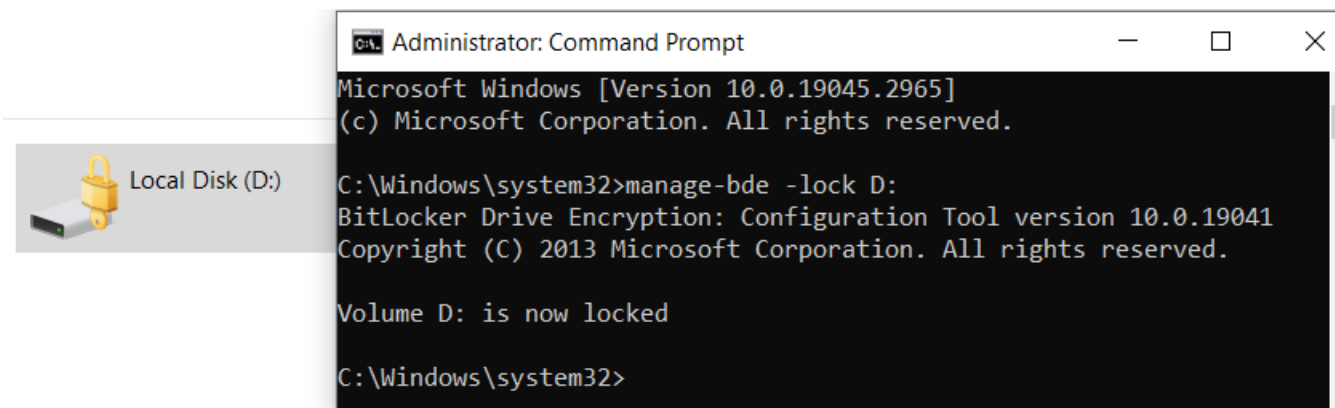 Administrator: Command Prompt
Microsoft Windows [Version 10.0.19045.2965]
(c) Microsoft Corporation. All rights reserved.
Local Disk (D:)
C:\Windows\system32>manage-bde -lock D:
BitLocker Drive Encryption: Configuration Tool version 10.0.19041
Copyright (C) 2013 Microsoft Corporation. All rights reserved.
Volume D: is now locked
C:\Windows\system32>